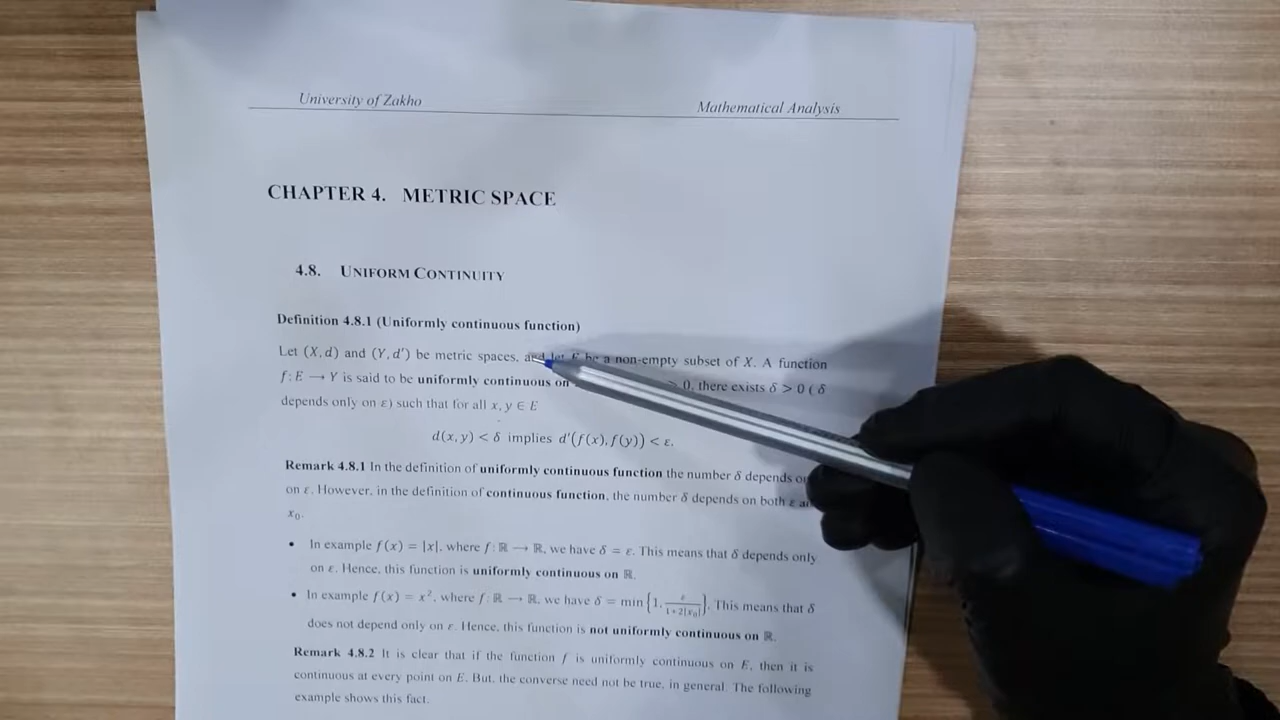 University of Zakho
Mathematical Analysis
CHAPTER 4. METRIC SPACE
4.8. UNIFORM CONTINUITY
Definition 4.8.1 (Uniformly continuous function)
Let (X, d) and (Y, d′) be metric spaces, and let E be a non-empty subset of X. A function
f: E → Y is said to be uniformly continuous on > 0, there exists δ > 0 ( δ
depends only on ε) such that for all x, y ∈ E
d(x, y) < δ implies d′(f(x), f(y)) < ε.
Remark 4.8.1 In the definition of uniformly continuous function the number δ depends
on ε. However, in the definition of continuous function, the number δ depends on both ε
x₀.
• In example f(x) = |x|, where f: ℝ → ℝ, we have δ = ε. This means that δ depends only
on ε. Hence, this function is uniformly continuous on ℝ.
• In example f(x) = x², where f: ℝ → ℝ, we have δ = min {1, ε/(1+2|x₀|)}. This means that δ
does not depend only on ε. Hence, this function is not uniformly continuous on ℝ.
Remark 4.8.2 It is clear that if the function f is uniformly continuous on E, then it is
continuous at every point on E. But, the converse need not be true, in general. The following
example shows this fact.